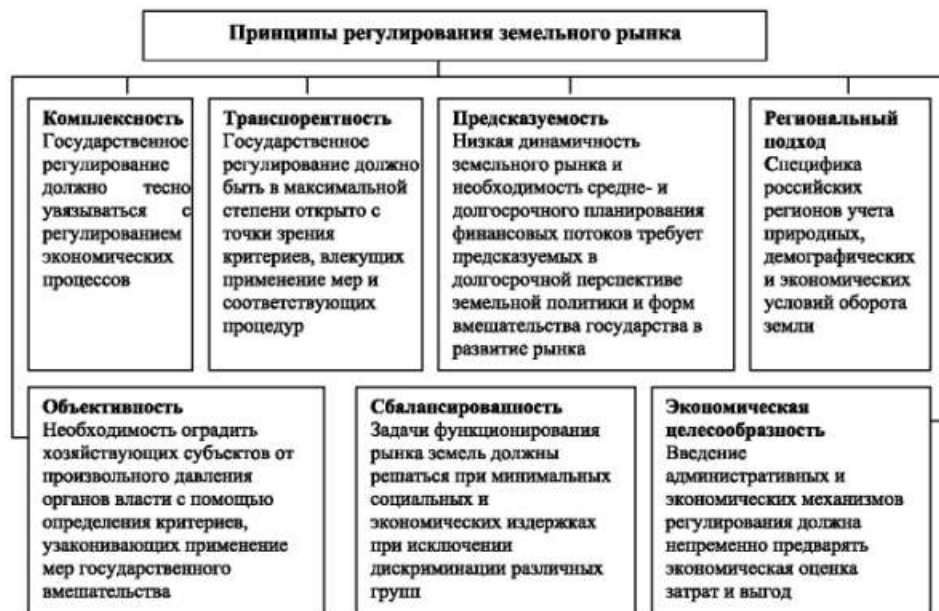 Принципы регулирования земельного рынка
Комплексность
Государственное
регулирование
должно тесно
увязываться с
регулированием
экономических
процессов
Транспорентность
Государственное
регулирование должно
быть в максимальной
степени открыто с
точки зрения
критериев, влекущих
применение мер и
соответствующих
процедур
Предсказуемость
Низкая динамичность
земельного рынка и
необходимость средне- и
долгосрочного планирования
финансовых потоков требует
предсказуемых в
долгосрочной перспективе
земельной политики и форм
вмешательства государства в
развитие рынка
Региональный
подход
Специфика
российских
регионов учета
природных,
демографических
и экономических
условий оборота
земли
Объективность
Необходимость оградить
хозяйствующих субъектов от
произвольного давления
органов власти с помощью
определения критериев,
узаконивающих применение
мер государственного
вмешательства
Сбалансированность
Задачи функционирования
рынка земель должны
решаться при минимальных
социальных и
экономических издержках
при исключении
дискриминации различных
групп
Экономическая
целесообразность
Введение
административных и
экономических механизмов
регулирования должна
непременно предварять
экономическая оценка
затрат и выгод